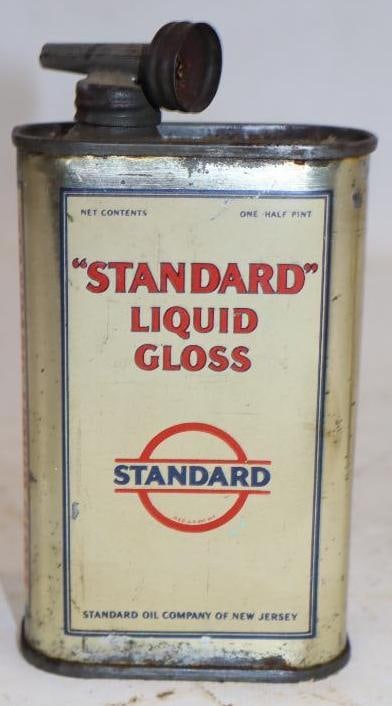 NET CONTENTS ONE-HALF PINT
"STANDARD"
LIQUID
GLOSS
STANDARD
STANDARD OIL COMPANY OF NEW JERSEY